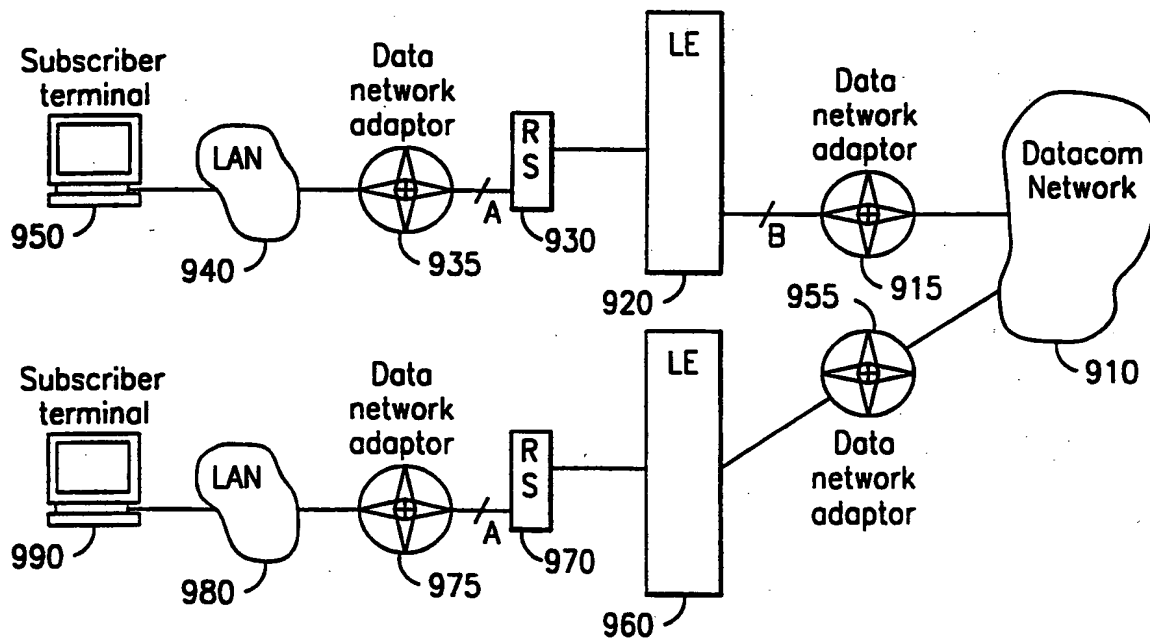 Subscriber
terminal
950
LAN
940
Data
network
adaptor
935
A
R
S
930
LE
920
B
Data
network
adaptor
915
Datacom
Network
910
955
Data
network
adaptor
Subscriber
terminal
990
LAN
980
Data
network
adaptor
975
A
R
S
970
LE
960